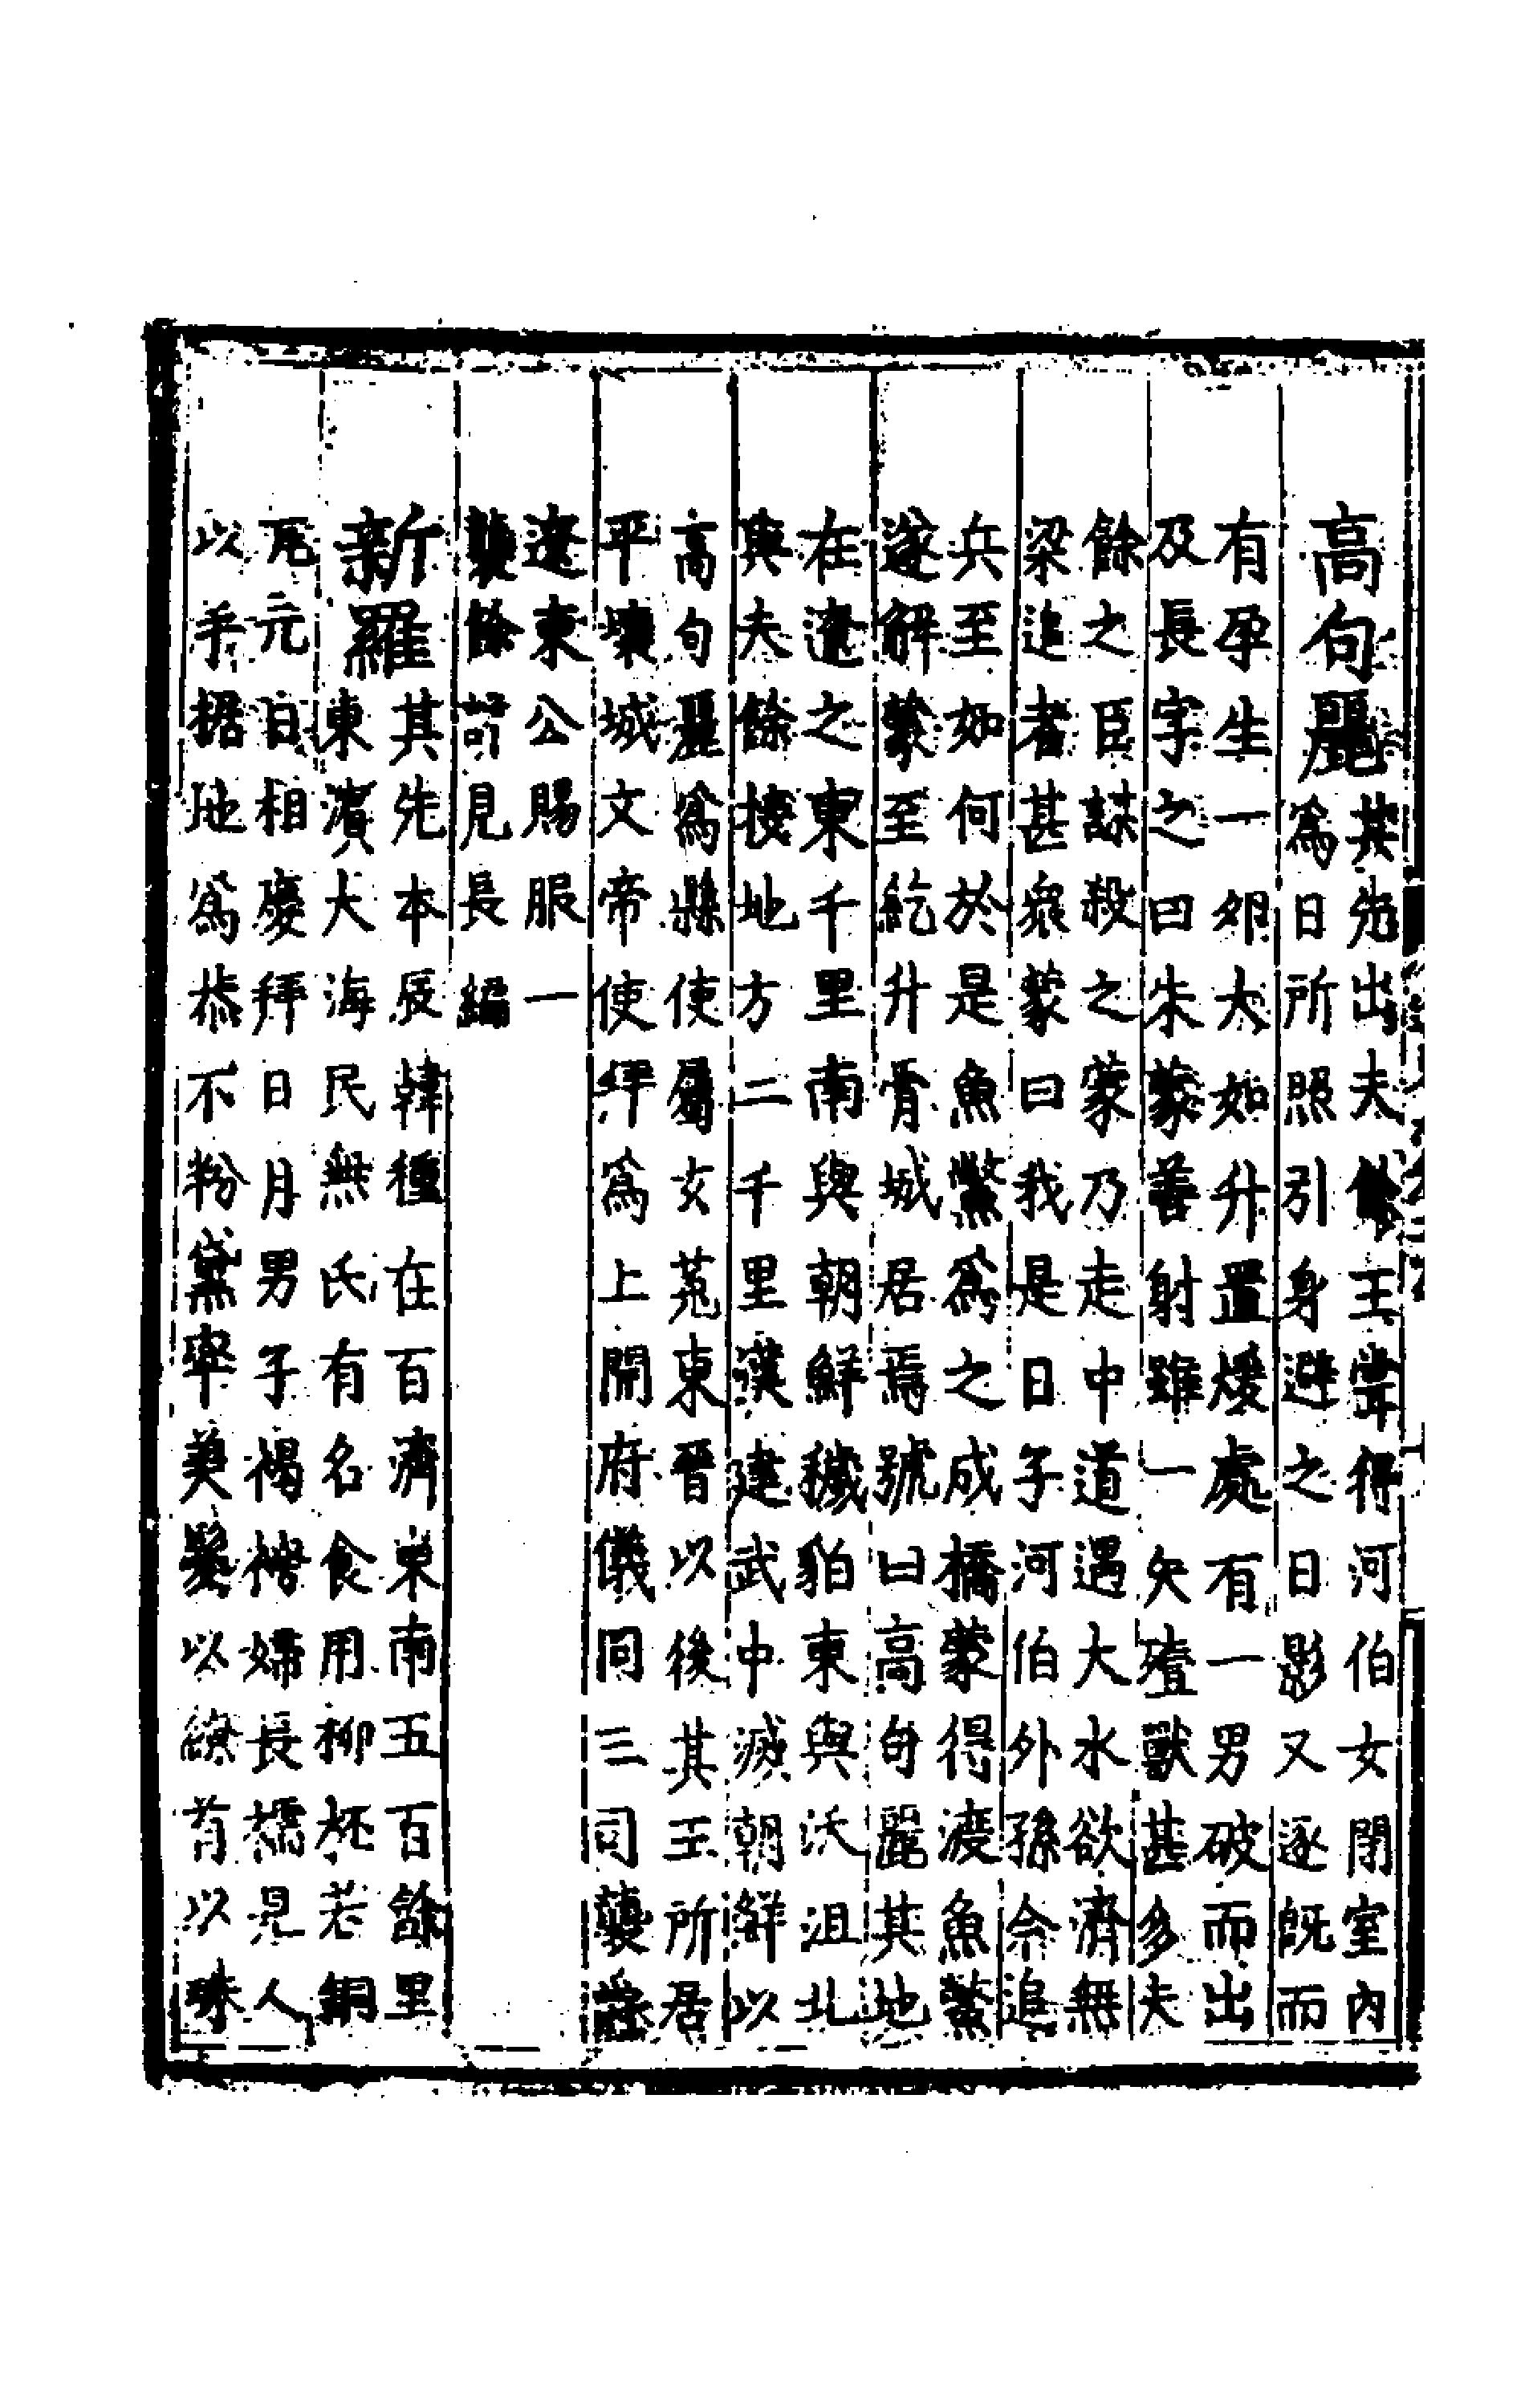 高句麗其先出夫餘王嘗得河伯女閉室內
爲日所照引身避之日影又逐旣而
有孕生一卵大如升置煖處有一男破而出
及長字之曰朱蒙善射雖一矢殪獸甚多夫
餘之臣謀殺之蒙乃走中道遇大水欲濟無
梁追者甚衆蒙曰我是日子河伯外孫今追
兵至如何於是魚鱉爲之成橋蒙得渡魚鱉
遂解蒙至紇升骨城居焉號曰高句麗其地
在遼之東千里南與朝鮮穢貊東與沃沮北
與夫餘接地方二千里漢建武中滅朝鮮以
高句麗爲縣使屬玄菟東晉以後其王所居
平壤城文帝使拜爲上開府儀同三司襲
遼東公賜服一
襲餘詩見長編
新羅其先本辰韓種在百濟東南五百餘里
東濱大海民無氏有名食用柳杯若銅
瓦元日相慶拜日月男子褐袴婦長襦見人
以手据地爲恭不粉黛率美髮以繚首以珠